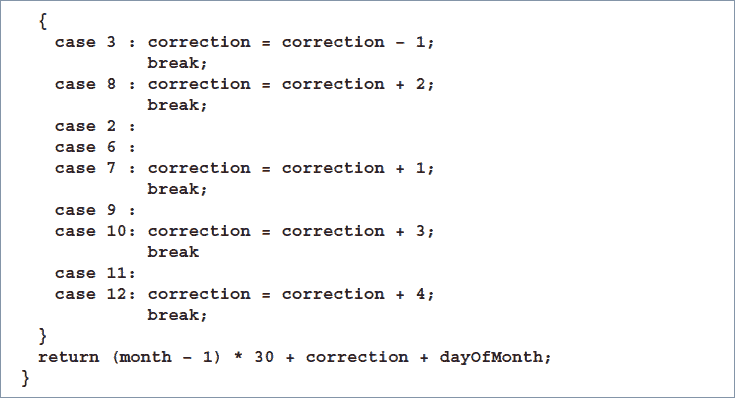 {
case 3 : correction = correction – 1;
break;
case 8 : correction = correction + 2;
break;
case 2 :
case 6 :
case 7 : correction = correction + 1;
break;
case 9 :
case 10: correction = correction + 3;
break
case 11:
case 12: correction = correction + 4;
break;
}
return (month – 1) * 30 + correction + dayOfMonth;
}